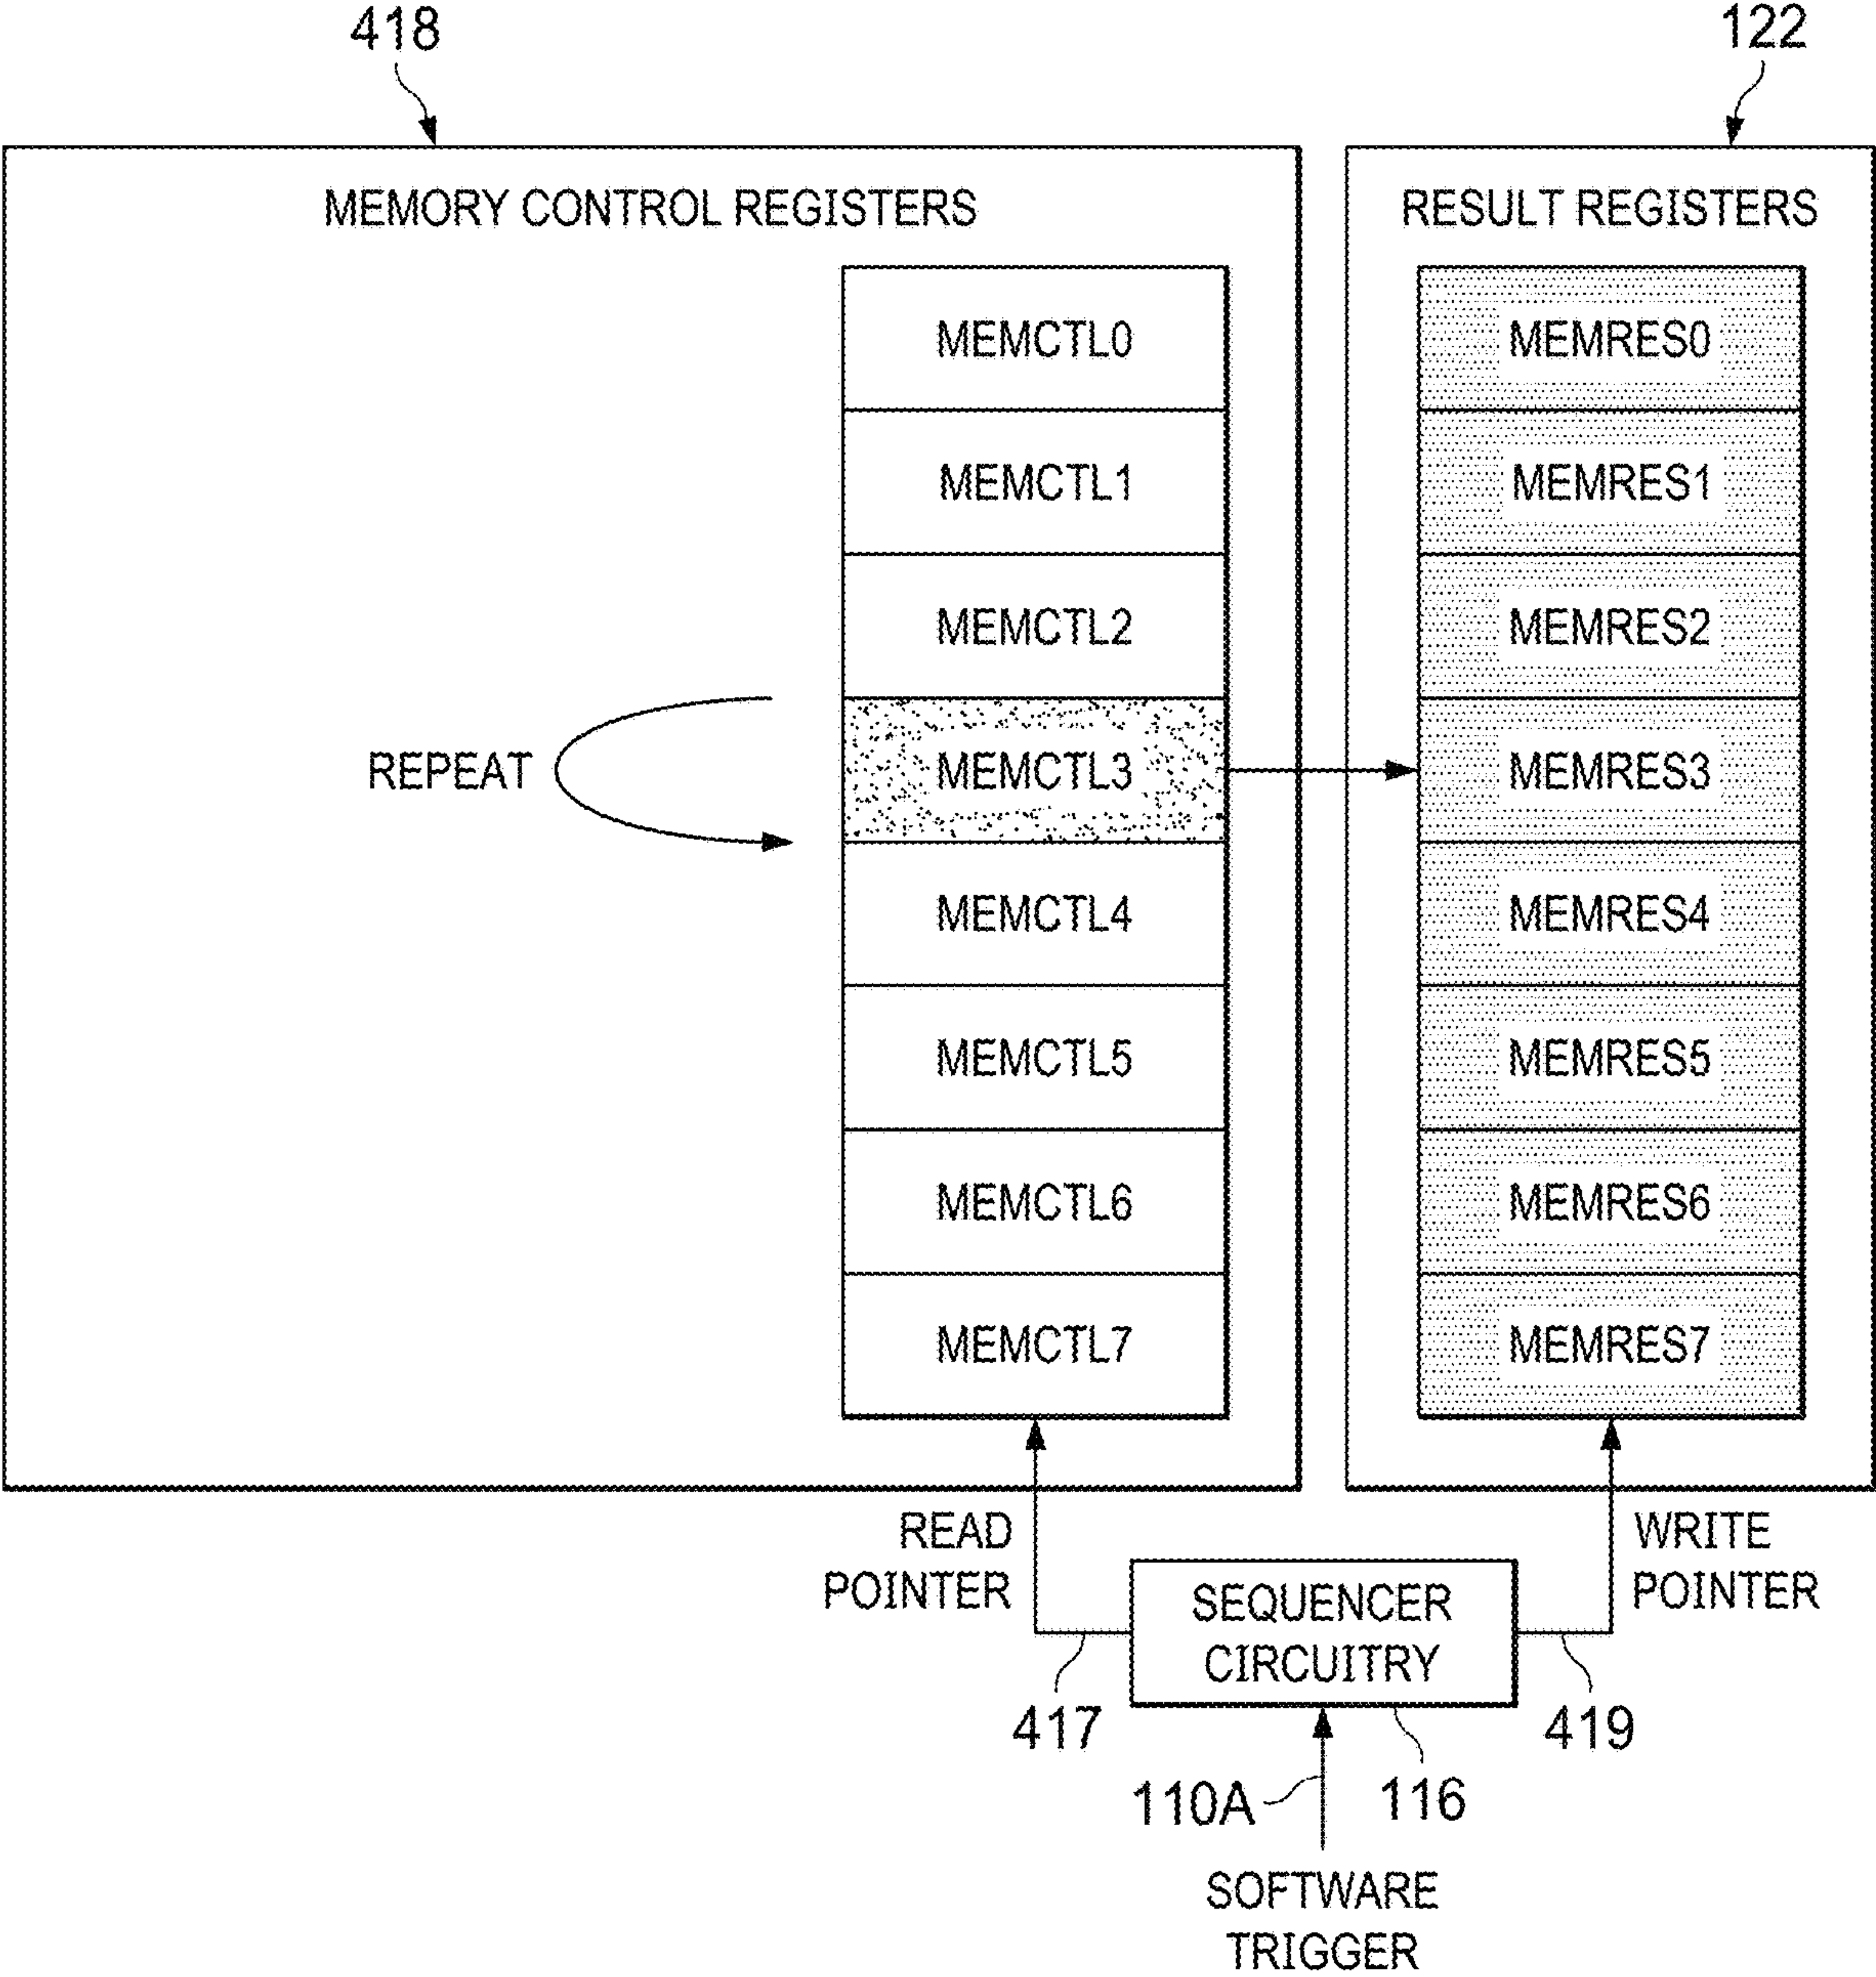 418
122
MEMORY CONTROL REGISTERS
RESULT REGISTERS
MEMCTL0
MEMRES0
MEMCTL1
MEMRES1
MEMCTL2
MEMRES2
REPEAT
MEMCTL3
MEMRES3
MEMCTL4
MEMRES4
MEMCTL5
MEMRES5
MEMCTL6
MEMRES6
MEMCTL7
MEMRES7
READ
POINTER
WRITE
POINTER
SEQUENCER
CIRCUITRY
417
419
110A
116
SOFTWARE
TRIGGER